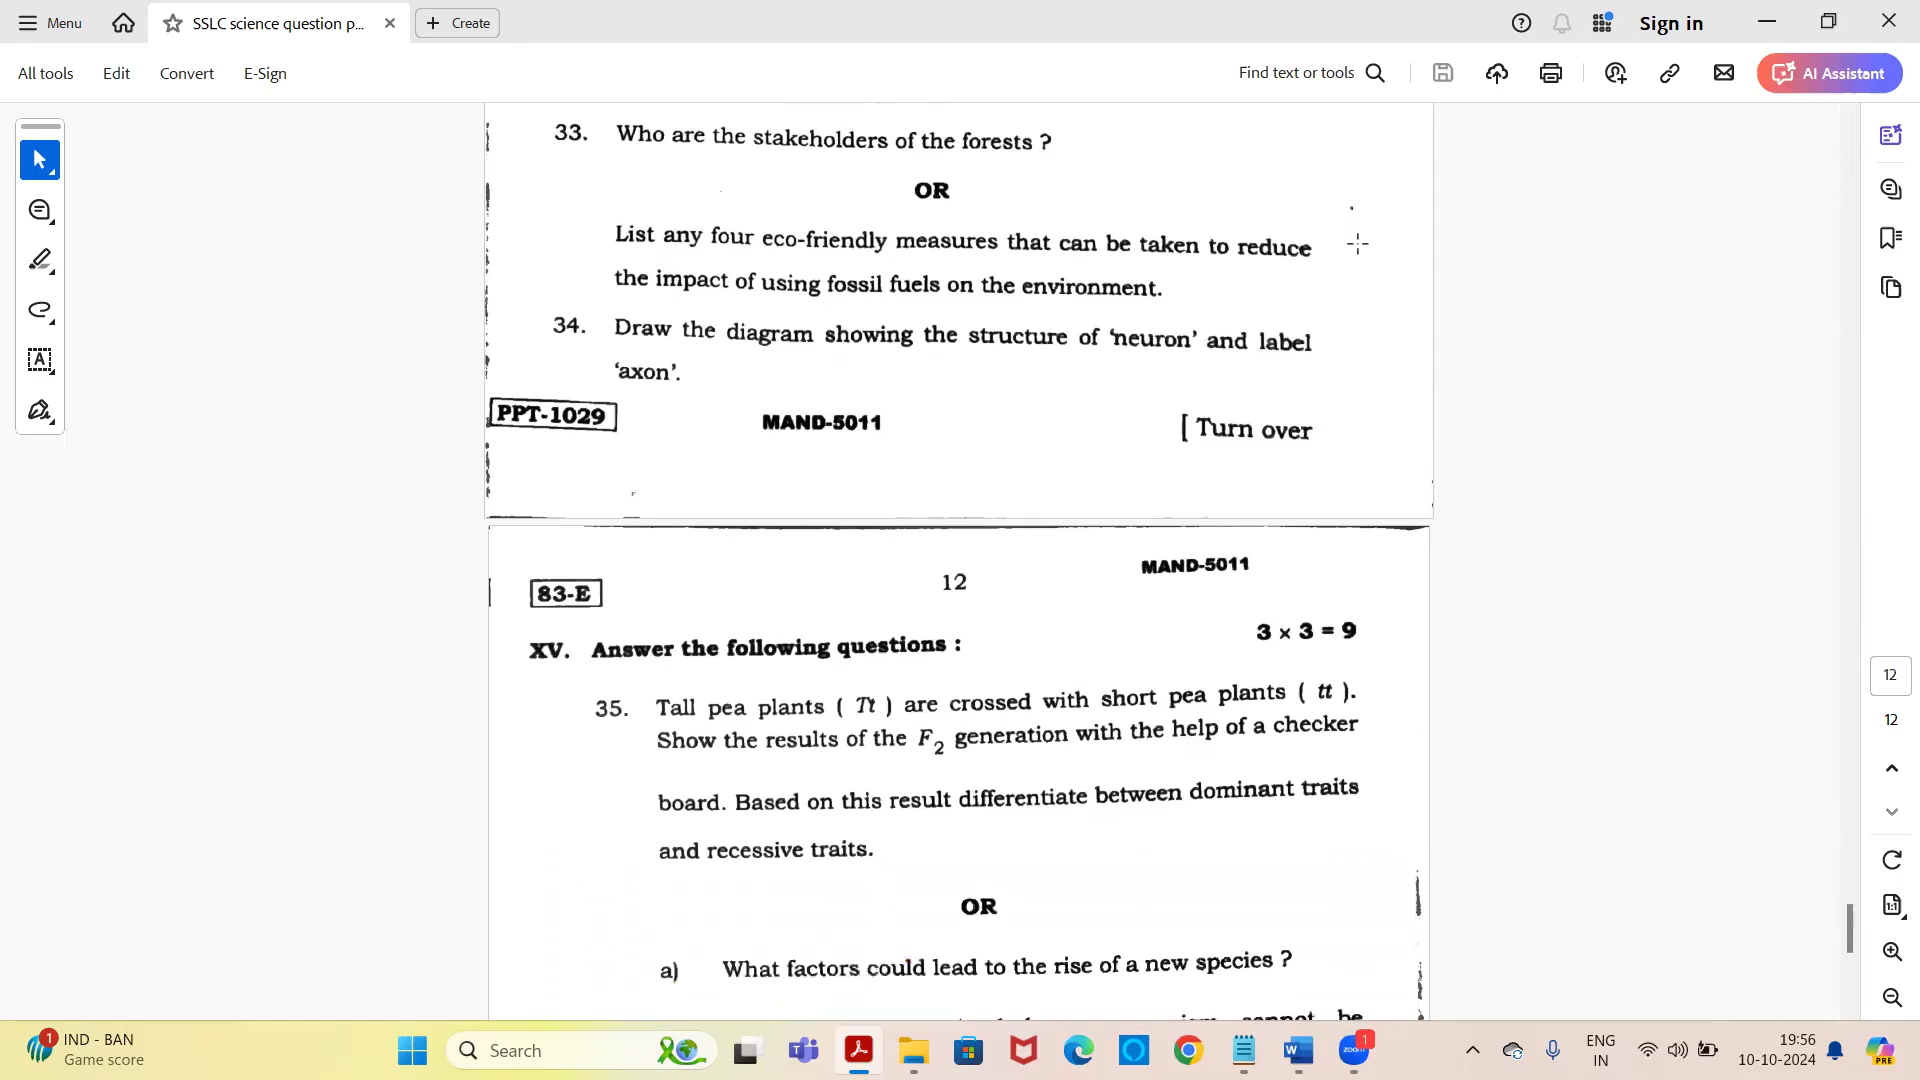 Menu
SSLC science question p...
Create
Sign in
All tools
Edit
Convert
E-Sign
Find text or tools
AI Assistant
33. Who are the stakeholders of the forests ?
OR
List any four eco-friendly measures that can be taken to reduce
the impact of using fossil fuels on the environment.
34. Draw the diagram showing the structure of ‘neuron’ and label
‘axon’.
PPT-1029 MAND-5011 [ Turn over
83-E 12 MAND-5011
XV. Answer the following questions : 3 × 3 = 9
35. Tall pea plants ( Tt ) are crossed with short pea plants ( tt ).
Show the results of the F2 generation with the help of a checker
board. Based on this result differentiate between dominant traits
and recessive traits.
OR
a) What factors could lead to the rise of a new species ?
cannot be
12
12
1
IND - BAN
Game score
Search
zoom
1
ENG
IN
19:56
10-10-2024
PRE